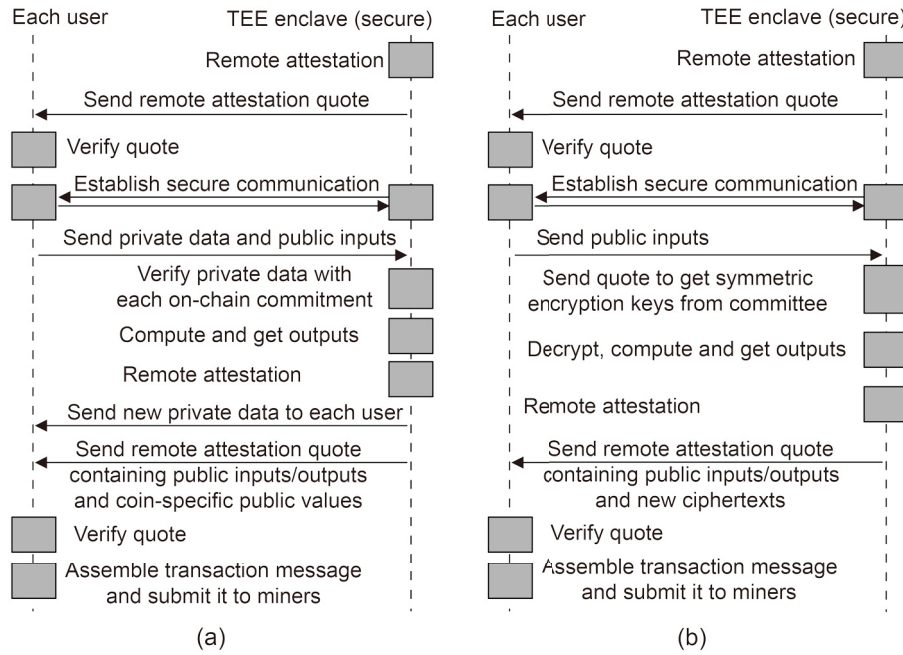 Each user
TEE enclave (secure)
Remote attestation
Send remote attestation quote
Verify quote
Establish secure communication
Send private data and public inputs
Verify private data with
each on-chain commitment
Compute and get outputs
Remote attestation
Send new private data to each user
Send remote attestation quote
containing public inputs/outputs
and coin-specific public values
Verify quote
Assemble transaction message
and submit it to miners
(a)
Each user
TEE enclave (secure)
Remote attestation
Send remote attestation quote
Verify quote
Establish secure communication
Send public inputs
Send quote to get symmetric
encryption keys from committee
Decrypt, compute and get outputs
Remote attestation
Send remote attestation quote
containing public inputs/outputs
and new ciphertexts
Verify quote
Assemble transaction message
and submit it to miners
(b)